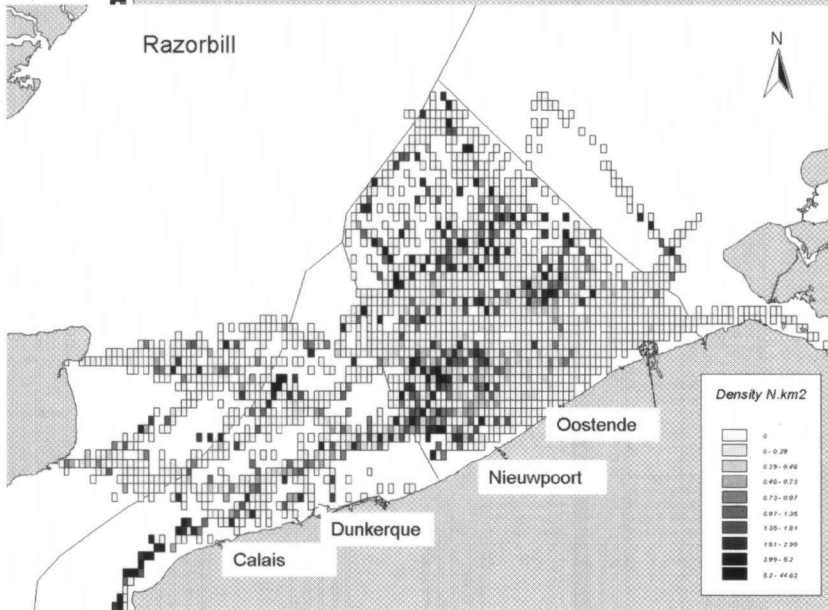 Razorbill
N
Oostende
Nieuwpoort
Dunkerque
Calais
Density N.km2
0
0 - 0.29
0.29 - 0.46
0.46 - 0.73
0.73 - 0.97
0.97 - 1.36
1.36 - 1.81
1.81 - 2.99
2.99 - 5.2
5.2 - 44.62